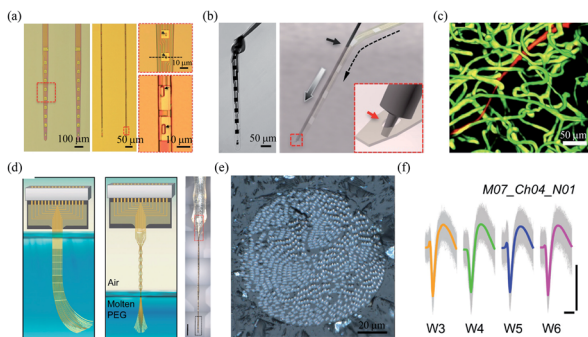 (a)
100 μm
50 μm
10 μm
10 μm
(b)
50 μm
(c)
50 μm
(d)
Air
Molten
PEG
(e)
20 μm
(f)
M07_Ch04_N01
W3 W4 W5 W6